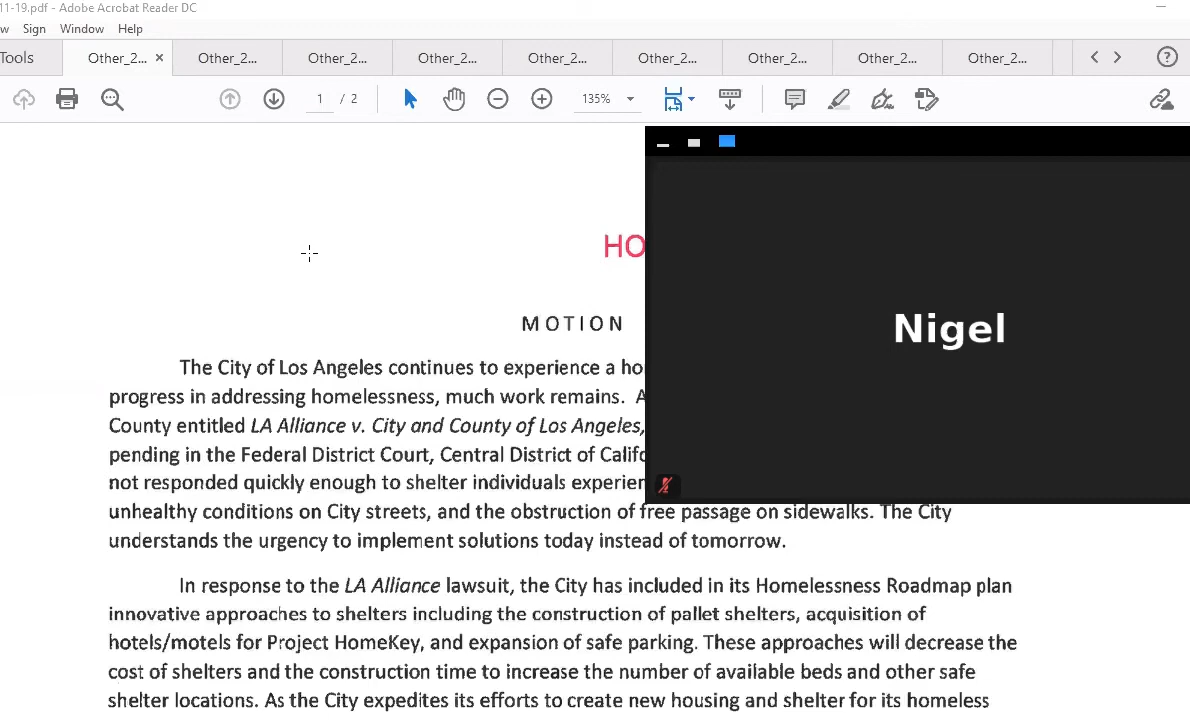 11-19.pdf - Adobe Acrobat Reader DC
w Sign Window Help
Tools Other_2... × Other_2... Other_2... Other_2... Other_2... Other_2... Other_2... Other_2... Other_2...
1 / 2 135%
HO
MOTION
The City of Los Angeles continues to experience a ho
progress in addressing homelessness, much work remains. A
County entitled LA Alliance v. City and County of Los Angeles,
pending in the Federal District Court, Central District of Califo
not responded quickly enough to shelter individuals experien
unhealthy conditions on City streets, and the obstruction of free passage on sidewalks. The City
understands the urgency to implement solutions today instead of tomorrow.
In response to the LA Alliance lawsuit, the City has included in its Homelessness Roadmap plan
innovative approaches to shelters including the construction of pallet shelters, acquisition of
hotels/motels for Project HomeKey, and expansion of safe parking. These approaches will decrease the
cost of shelters and the construction time to increase the number of available beds and other safe
shelter locations. As the City expedites its efforts to create new housing and shelter for its homeless
Nigel